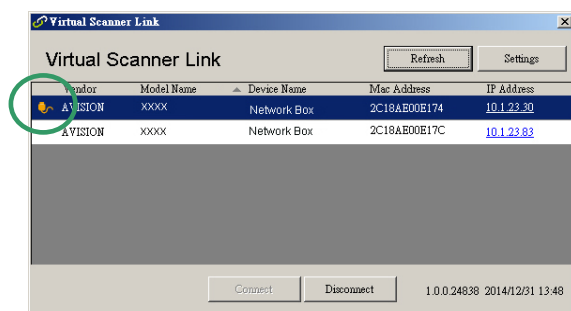 Virtual Scanner Link
Virtual Scanner Link Refresh Settings
Vendor Model Name Device Name Mac Address IP Address
AVISION XXXX Network Box 2C18AE00E174 10.1.23.30
AVISION XXXX Network Box 2C18AE00E17C 10.1.23.83
Connect Disconnect 1.0.0.24838 2014/12/31 13:48